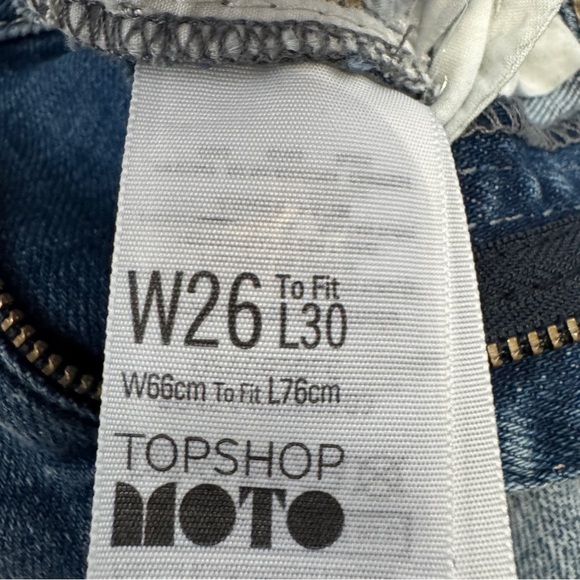 W26 To Fit L30
W66cm To Fit L76cm
TOPSHOP
MOTO